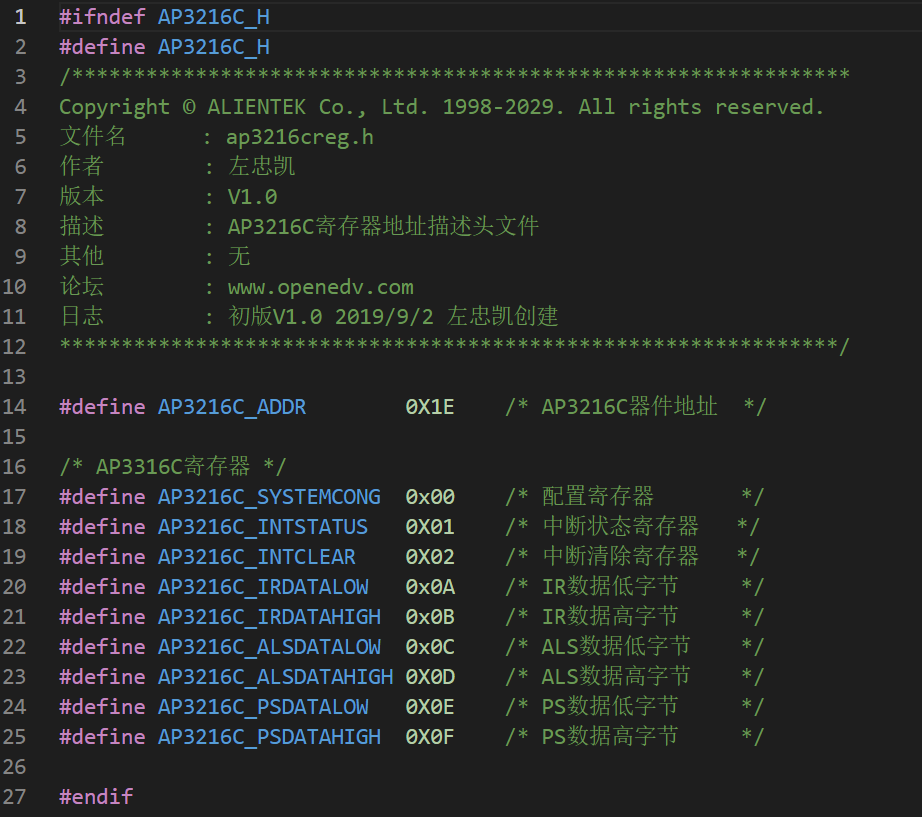 1 #ifndef AP3216C_H
2 #define AP3216C_H
3 /***************************************************************
4 Copyright © ALIENTEK Co., Ltd. 1998-2029. All rights reserved.
5 文件名 : ap3216creg.h
6 作者 : 左忠凯
7 版本 : V1.0
8 描述 : AP3216C寄存器地址描述头文件
9 其他 : 无
10 论坛 : www.openedv.com
11 日志 : 初版V1.0 2019/9/2 左忠凯创建
12 ***************************************************************/
13
14 #define AP3216C_ADDR 0X1E /* AP3216C器件地址 */
15
16 /* AP3316C寄存器 */
17 #define AP3216C_SYSTEMCONG 0x00 /* 配置寄存器 */
18 #define AP3216C_INTSTATUS 0X01 /* 中断状态寄存器 */
19 #define AP3216C_INTCLEAR 0X02 /* 中断清除寄存器 */
20 #define AP3216C_IRDATALOW 0x0A /* IR数据低字节 */
21 #define AP3216C_IRDATAHIGH 0x0B /* IR数据高字节 */
22 #define AP3216C_ALSDATALOW 0x0C /* ALS数据低字节 */
23 #define AP3216C_ALSDATAHIGH 0X0D /* ALS数据高字节 */
24 #define AP3216C_PSDATALOW 0X0E /* PS数据低字节 */
25 #define AP3216C_PSDATAHIGH 0X0F /* PS数据高字节 */
26
27 #endif